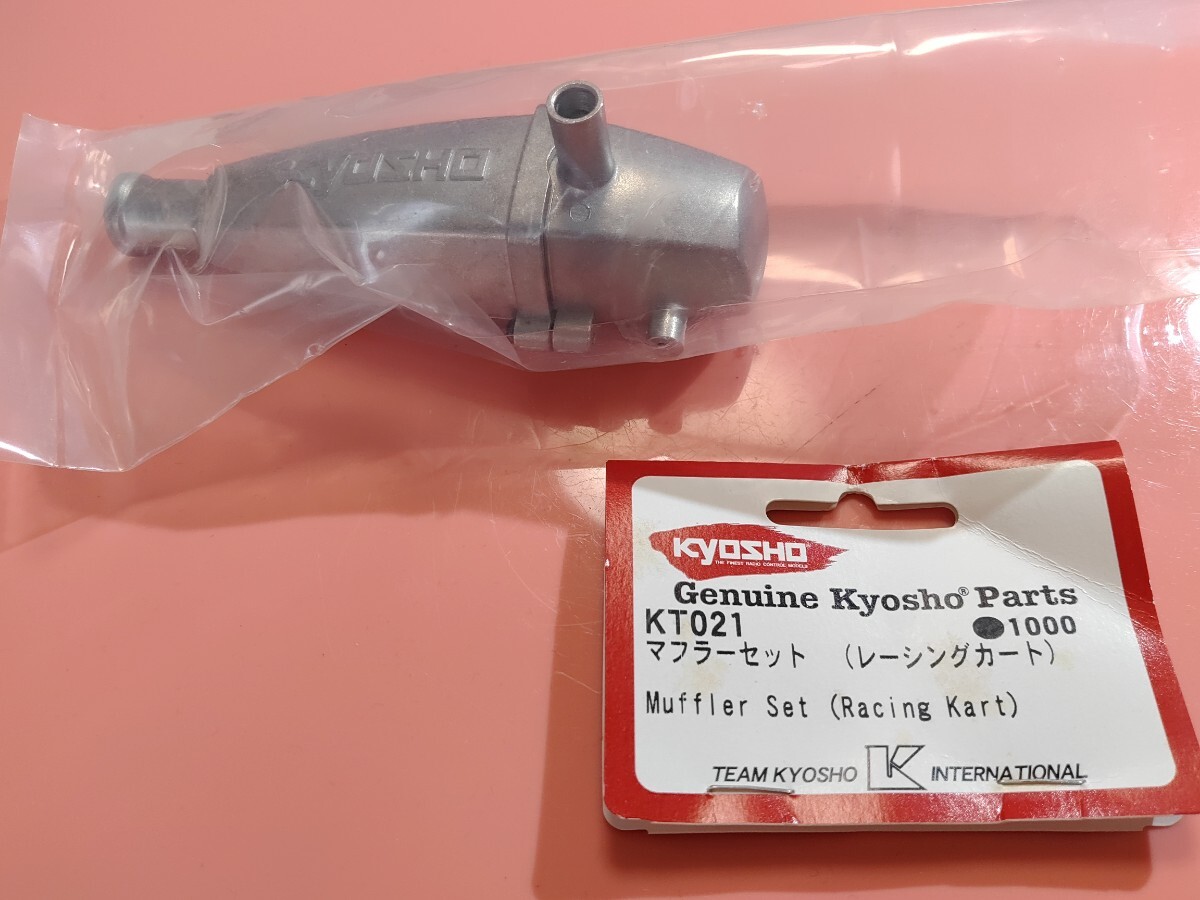 KYOSHO
KYOSHO
THE FINEST RADIO CONTROL MODELS
Genuine Kyosho® Parts
KT021 ●1000
マフラーセット （レーシングカート）
Muffler Set (Racing Kart)
TEAM KYOSHO K INTERNATIONAL